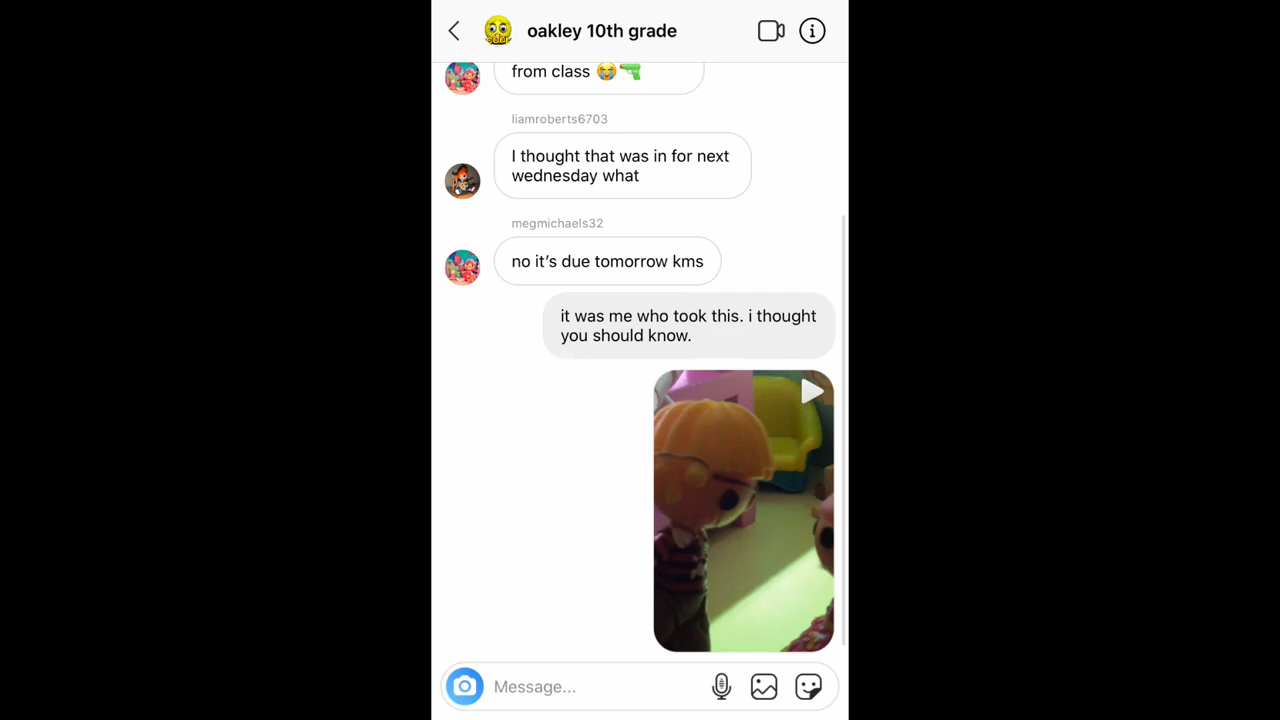 oakley 10th grade
from class 😭🔫
liamroberts6703
I thought that was in for next
wednesday what
megmichaels32
no it’s due tomorrow kms
it was me who took this. i thought
you should know.
Message...